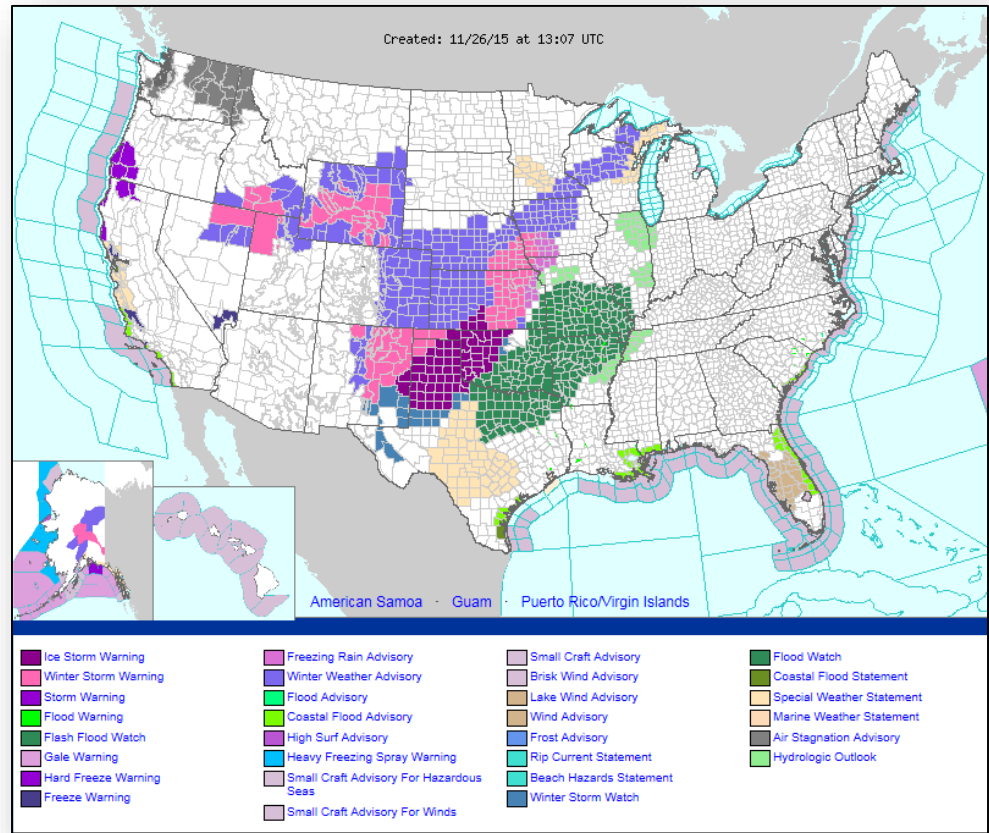 Created: 11/26/15 at 13:07 UTC
American Samoa · Guam · Puerto Rico/Virgin Islands
Ice Storm Warning
Winter Storm Warning
Storm Warning
Flood Warning
Flash Flood Watch
Gale Warning
Hard Freeze Warning
Freeze Warning
Freezing Rain Advisory
Winter Weather Advisory
Flood Advisory
Coastal Flood Advisory
High Surf Advisory
Heavy Freezing Spray Warning
Small Craft Advisory For Hazardous
Seas
Small Craft Advisory For Winds
Small Craft Advisory
Brisk Wind Advisory
Lake Wind Advisory
Wind Advisory
Frost Advisory
Rip Current Statement
Beach Hazards Statement
Winter Storm Watch
Flood Watch
Coastal Flood Statement
Special Weather Statement
Marine Weather Statement
Air Stagnation Advisory
Hydrologic Outlook